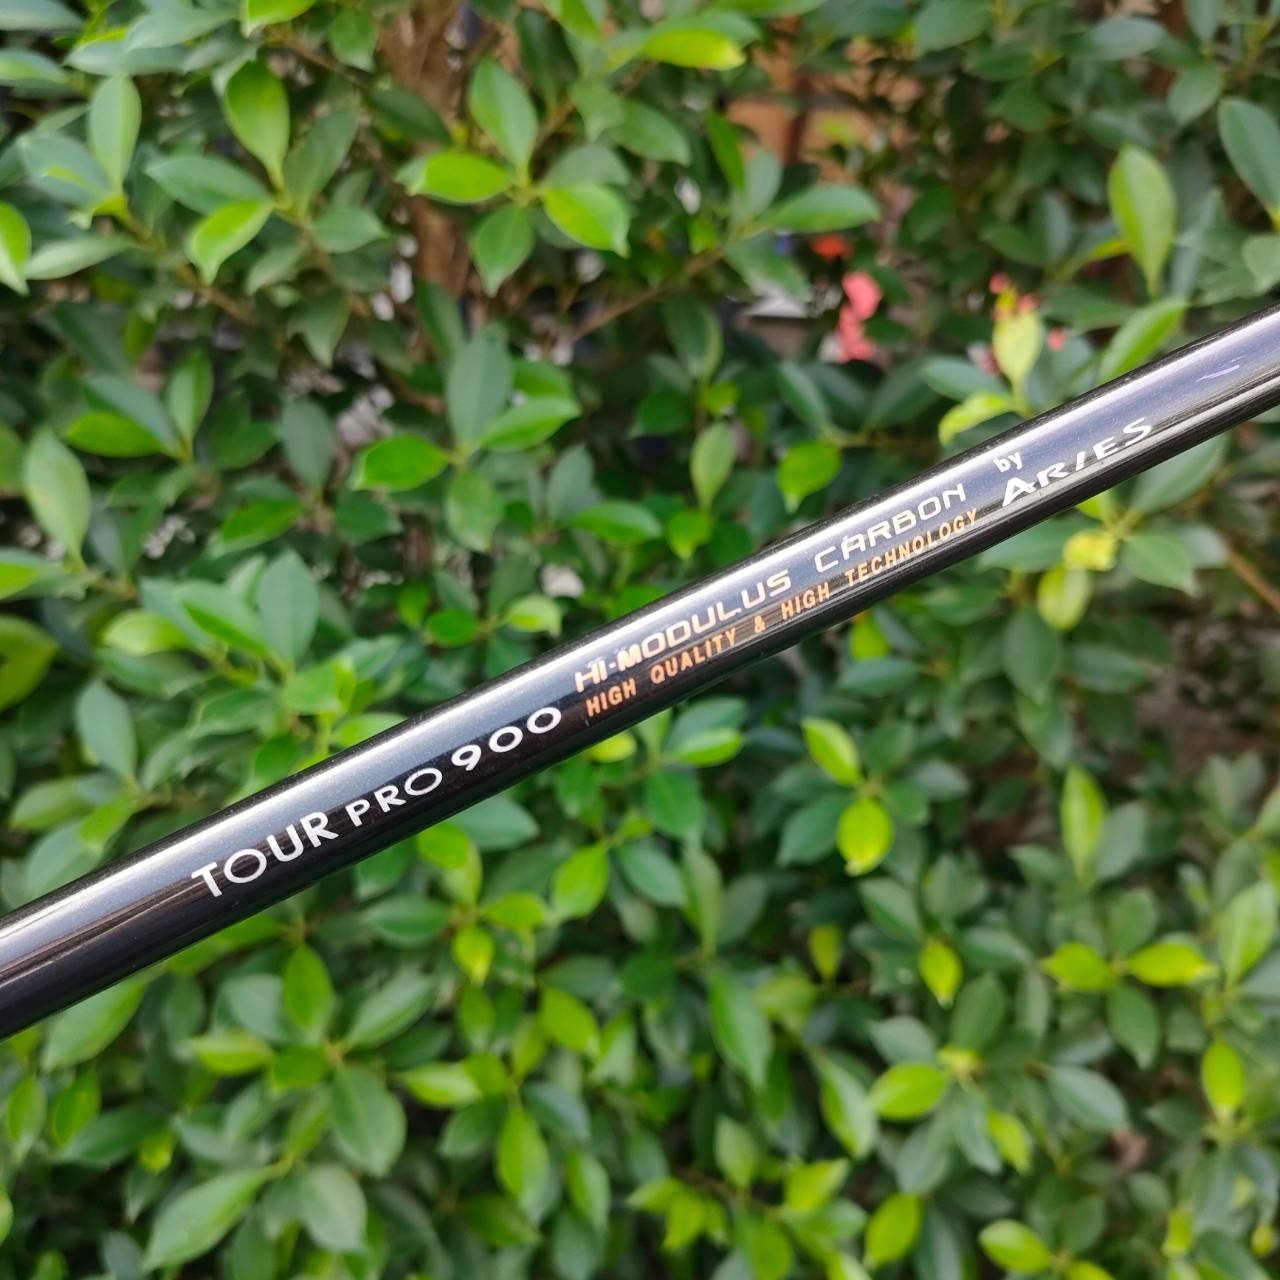 TOUR PRO 900
HI-MODULUS CARBON
HIGH QUALITY & HIGH TECHNOLOGY
by
ARIES